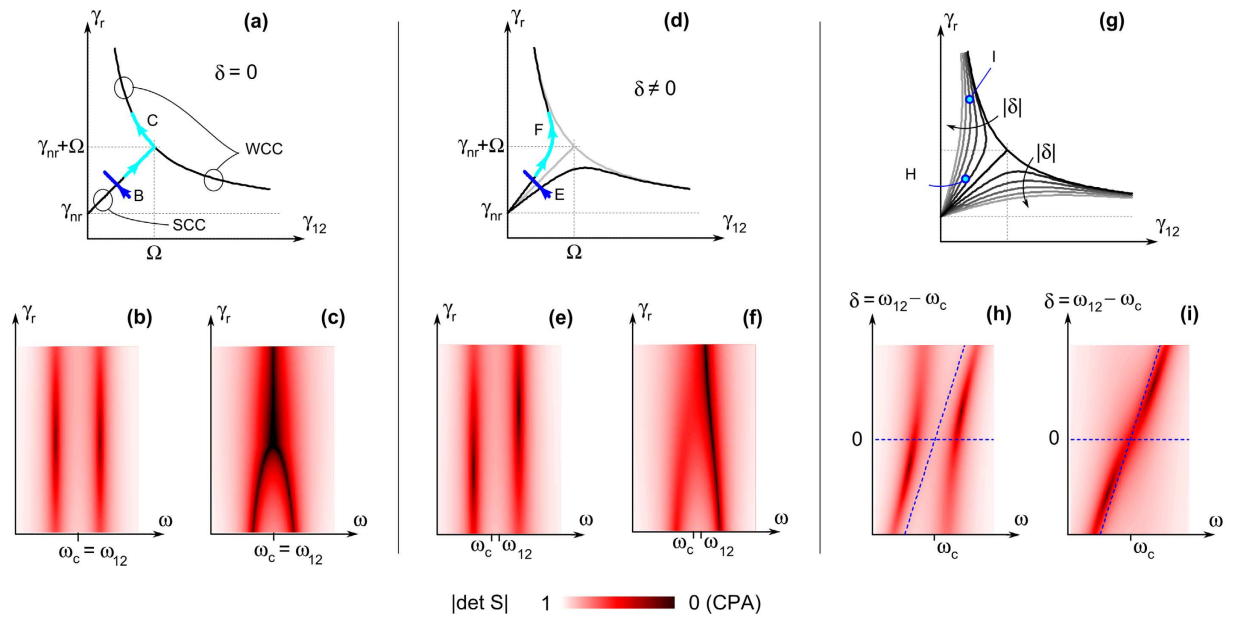 γr (a)
δ = 0
C
γnr+Ω
WCC
B
γnr
SCC
γ12
Ω
γr (d)
δ ≠ 0
F
γnr+Ω
E
γnr
γ12
Ω
γr (g)
I
|δ|
|δ|
H
γ12
γr (b)
ω
ωc = ω12
γr (c)
ω
ωc = ω12
γr (e)
ω
ωc ω12
γr (f)
ω
ωc ω12
δ = ω12 − ωc
(h)
0
ω
ωc
δ = ω12 − ωc
(i)
0
ω
ωc
|det S| 1 0 (CPA)